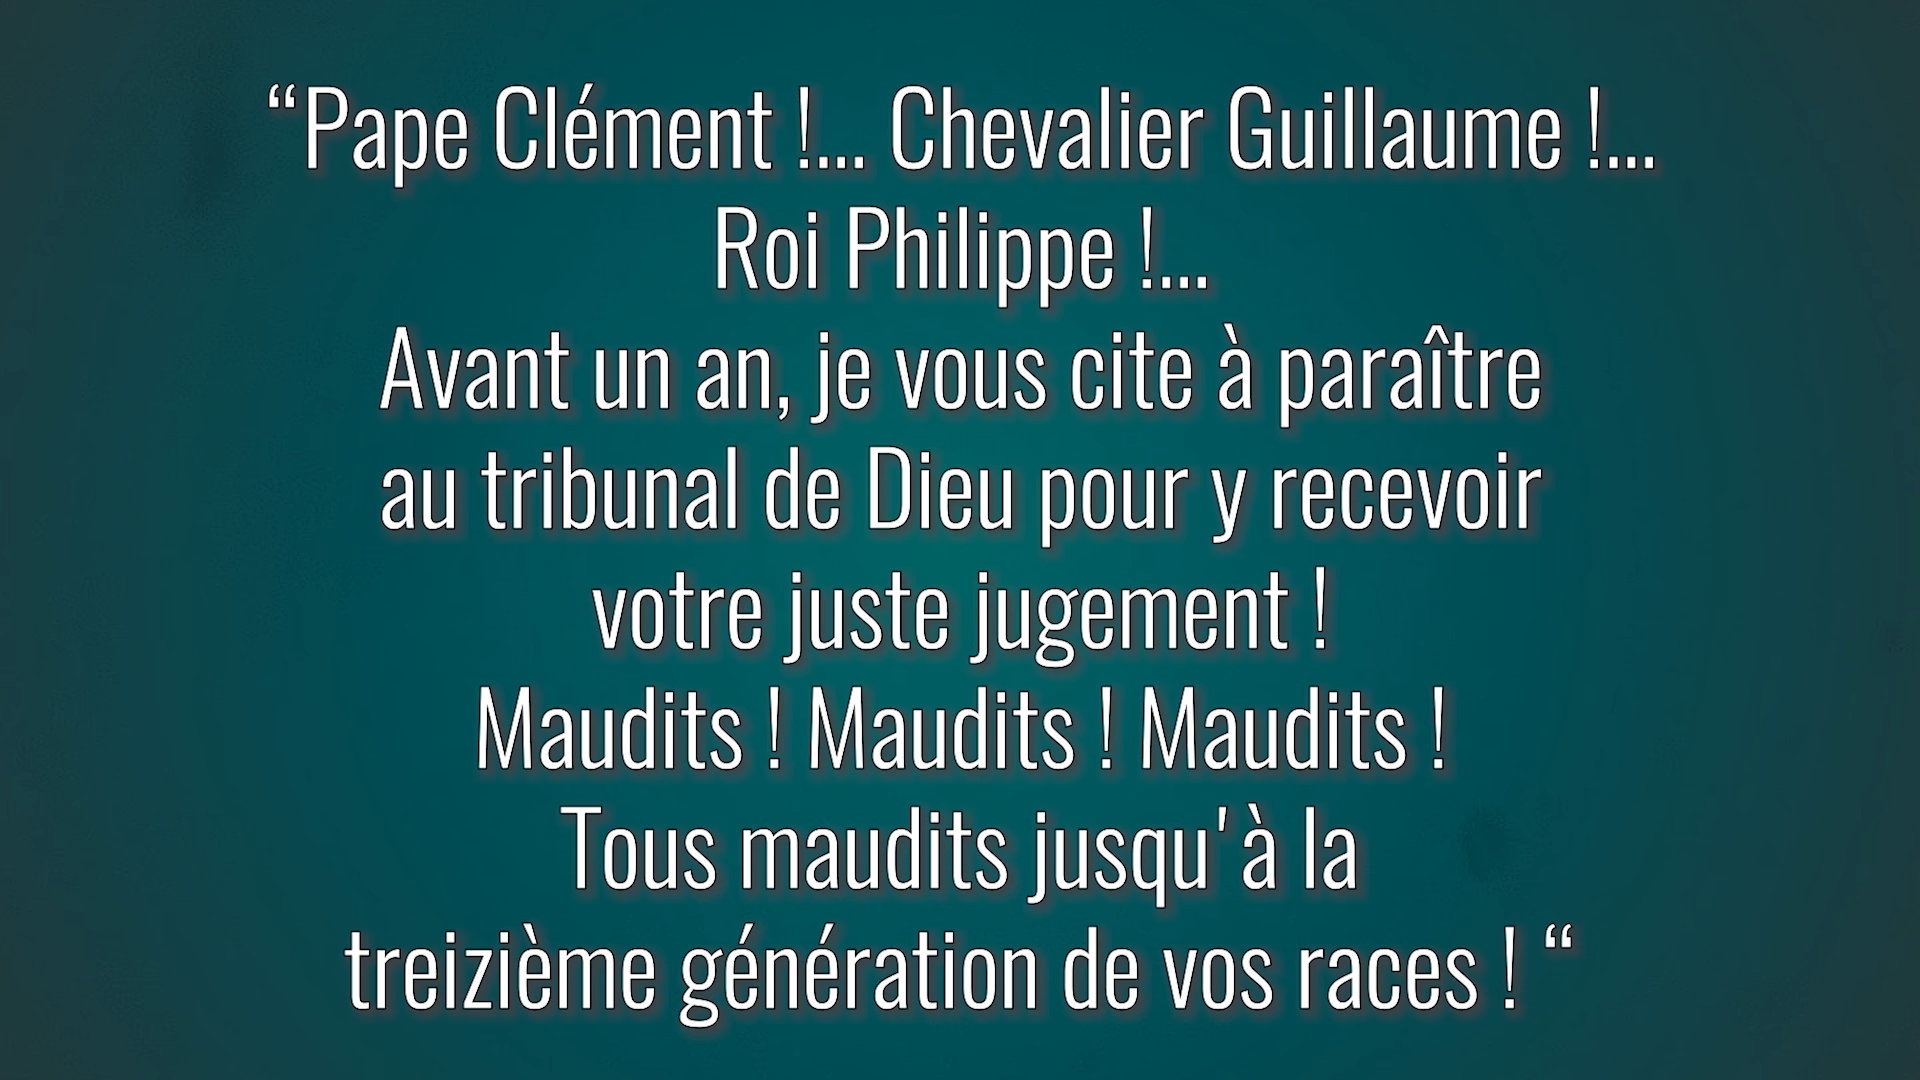 “Pape Clément !... Chevalier Guillaume !...
Roi Philippe !...
Avant un an, je vous cite à paraître
au tribunal de Dieu pour y recevoir
votre juste jugement !
Maudits ! Maudits ! Maudits !
Tous maudits jusqu'à la
treizième génération de vos races ! “